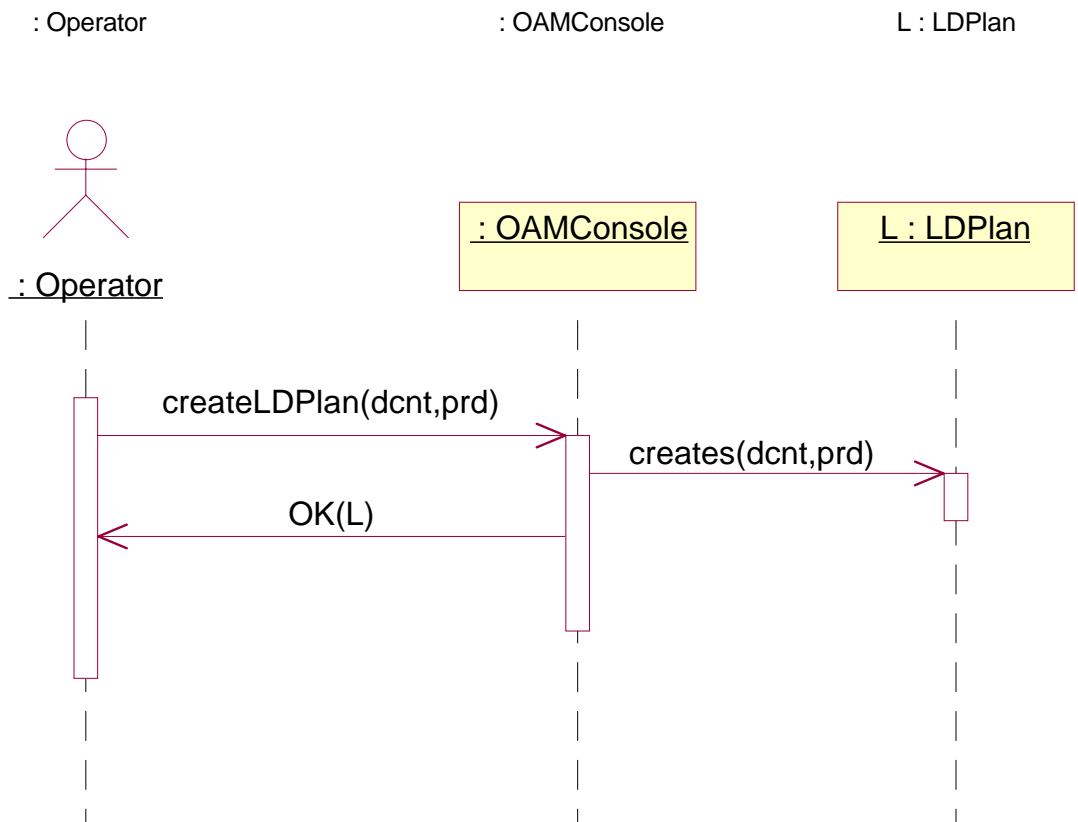 : Operator
: OAMConsole
L : LDPlan
: OAMConsole
L : LDPlan
: Operator
createLDPlan(dcnt,prd)
creates(dcnt,prd)
OK(L)